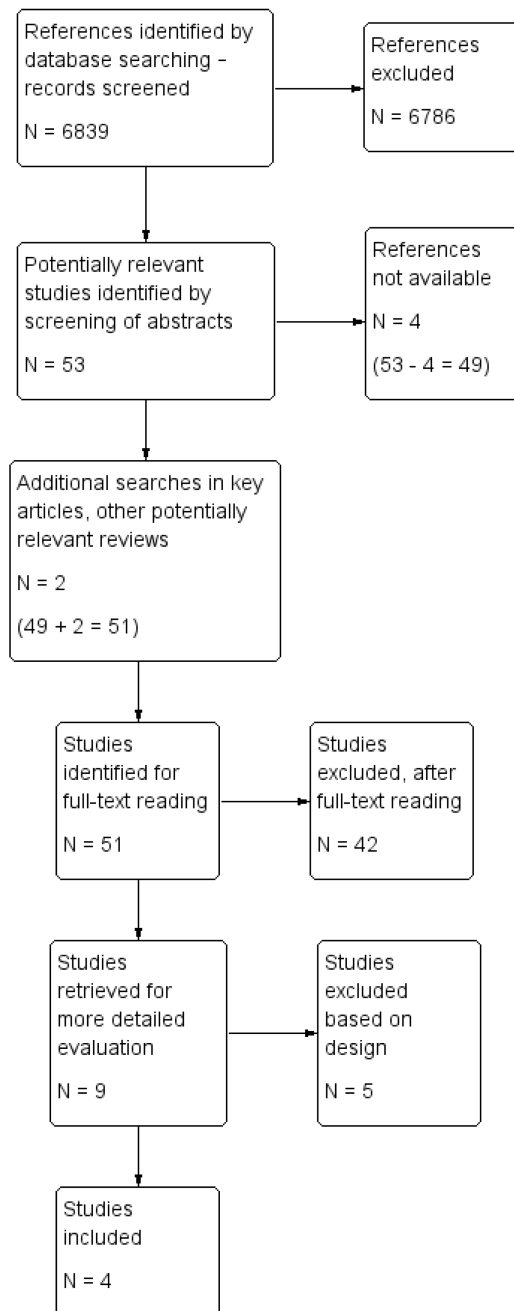 References identified by
database searching –
records screened
N = 6839
References
excluded
N = 6786
Potentially relevant
studies identified by
screening of abstracts
N = 53
References
not available
N = 4
(53 - 4 = 49)
Additional searches in key
articles, other potentially
relevant reviews
N = 2
(49 + 2 = 51)
Studies
identified for
full-text reading
N = 51
Studies
excluded, after
full-text reading
N = 42
Studies
retrieved for
more detailed
evaluation
N = 9
Studies
excluded
based on
design
N = 5
Studies
included
N = 4